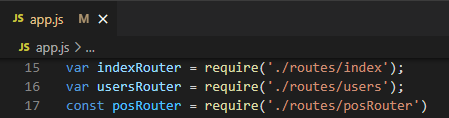 JS app.js M ×
JS app.js > ...
15 var indexRouter = require('./routes/index');
16 var usersRouter = require('./routes/users');
17 const posRouter = require('./routes/posRouter')